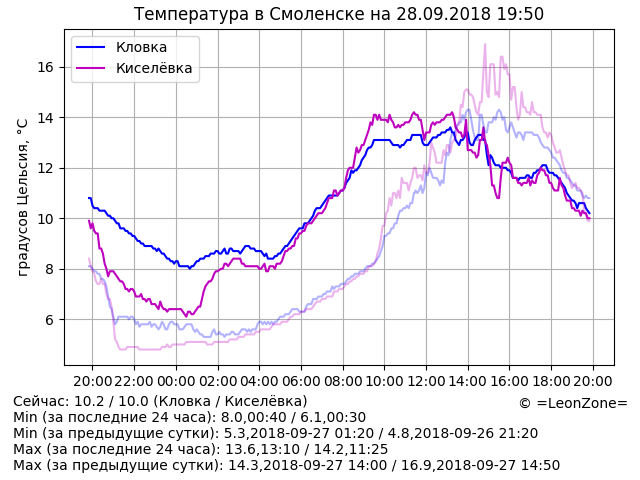 Температура в Смоленске на 28.09.2018 19:50
Кловка
Киселёвка
градусов Цельсия, °C
16
14
12
10
8
6
20:00 22:00 00:00 02:00 04:00 06:00 08:00 10:00 12:00 14:00 16:00 18:00 20:00
Сейчас: 10.2 / 10.0 (Кловка / Киселёвка)
© =LeonZone=
Min (за последние 24 часа): 8.0,00:40 / 6.1,00:30
Min (за предыдущие сутки): 5.3,2018-09-27 01:20 / 4.8,2018-09-26 21:20
Max (за последние 24 часа): 13.6,13:10 / 14.2,11:25
Max (за предыдущие сутки): 14.3,2018-09-27 14:00 / 16.9,2018-09-27 14:50